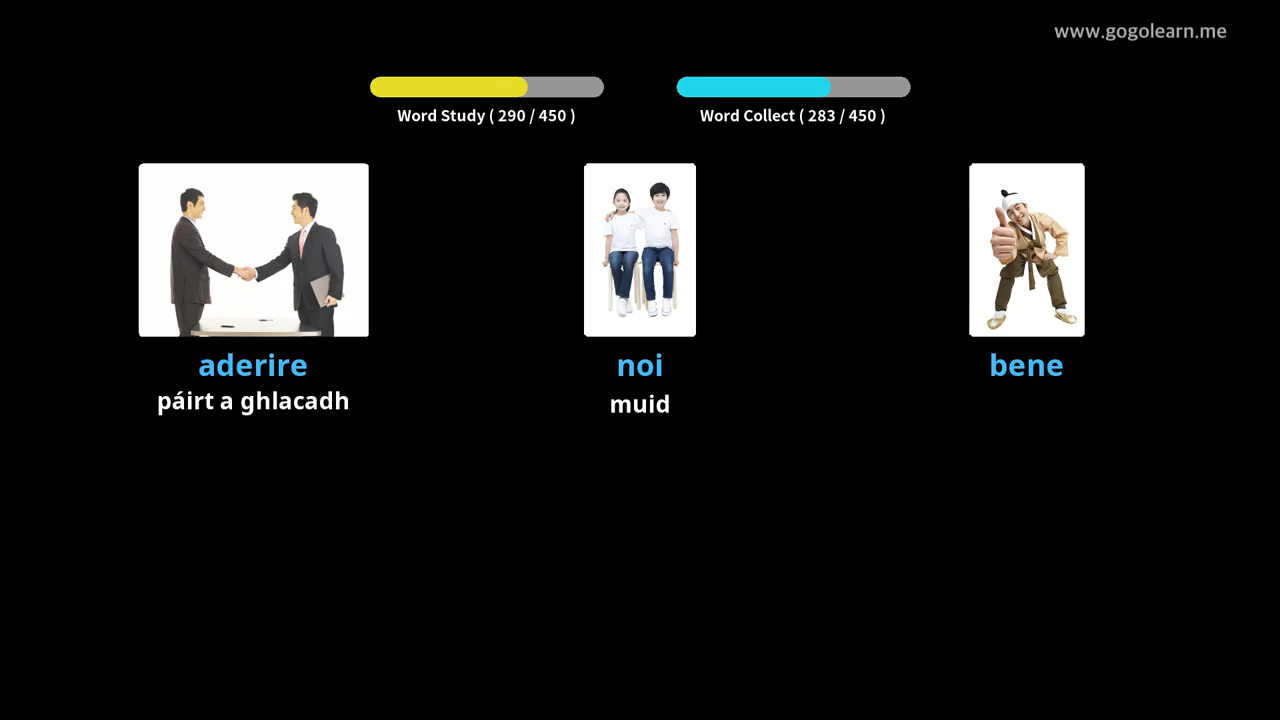 www.gogolearn.me
Word Study ( 290 / 450 )
Word Collect ( 283 / 450 )
aderire
noi
bene
páirt a ghlacadh
muid